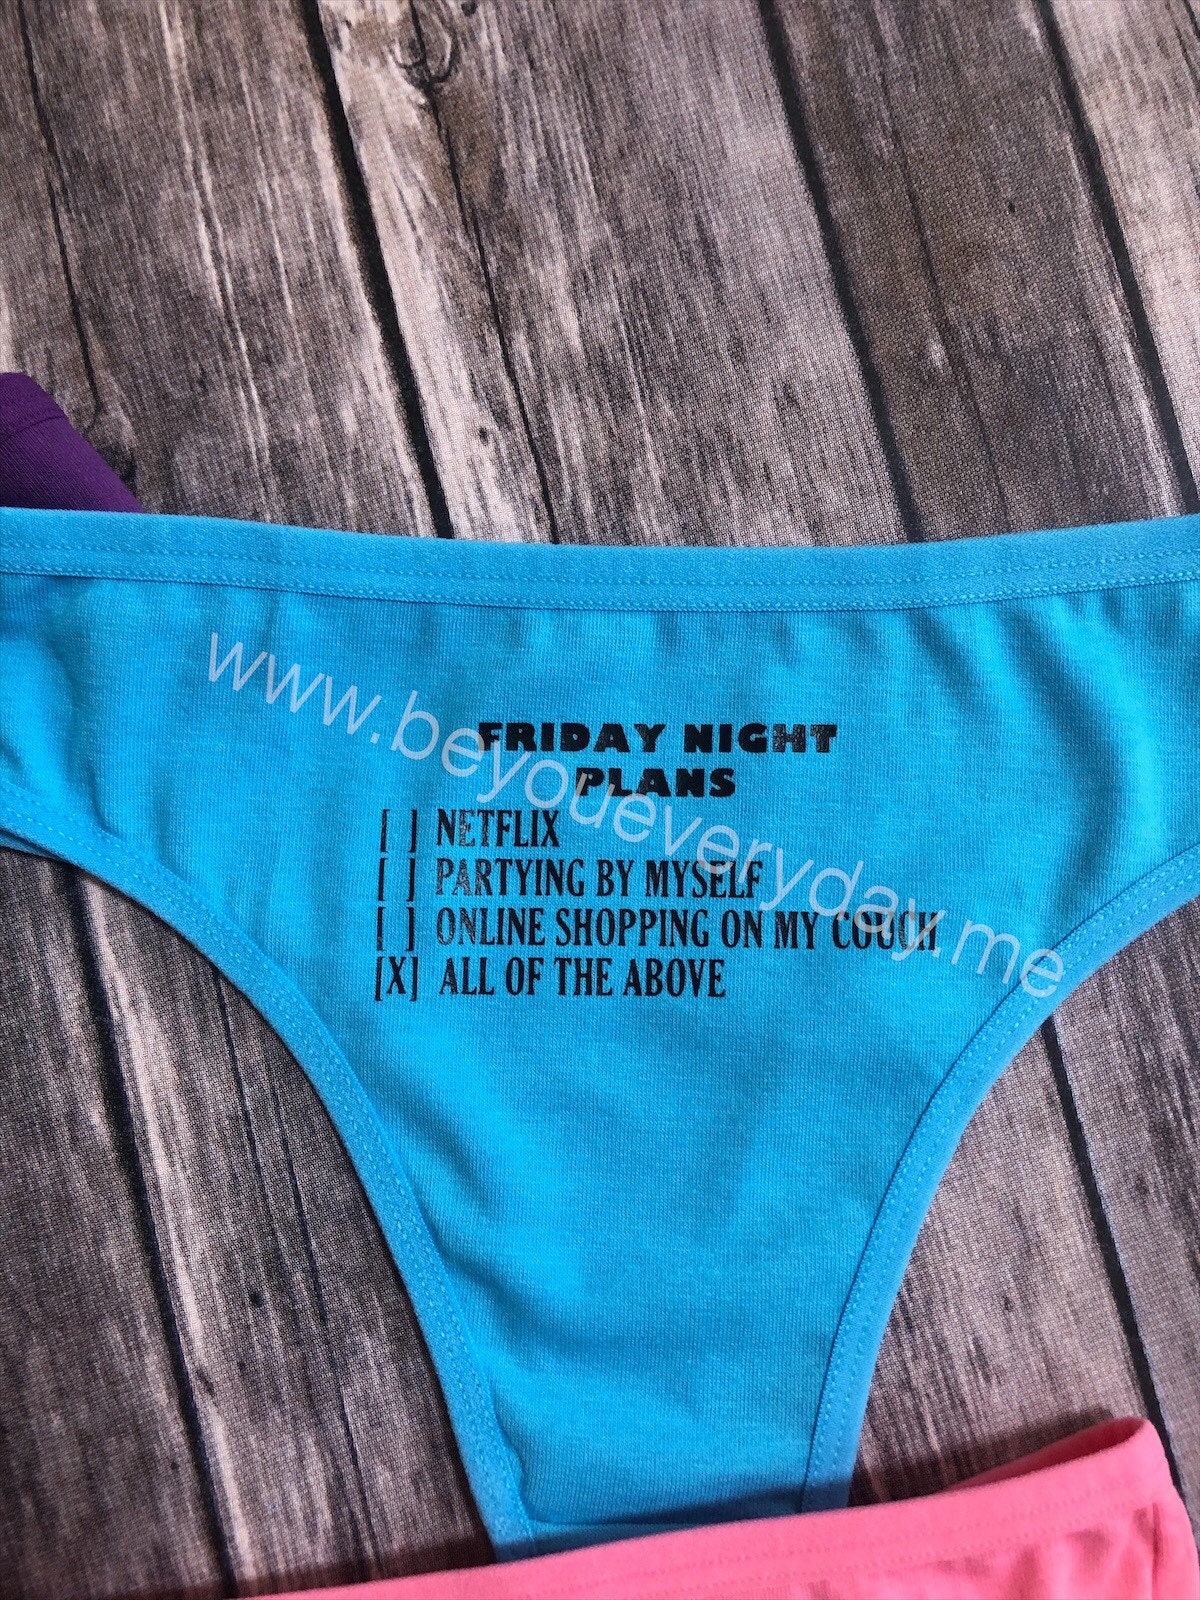 www.beyoueveryday.me
FRIDAY NIGHT
PLANS
[ ] NETFLIX
[ ] PARTYING BY MYSELF
[ ] ONLINE SHOPPING ON MY COUCH
[X] ALL OF THE ABOVE